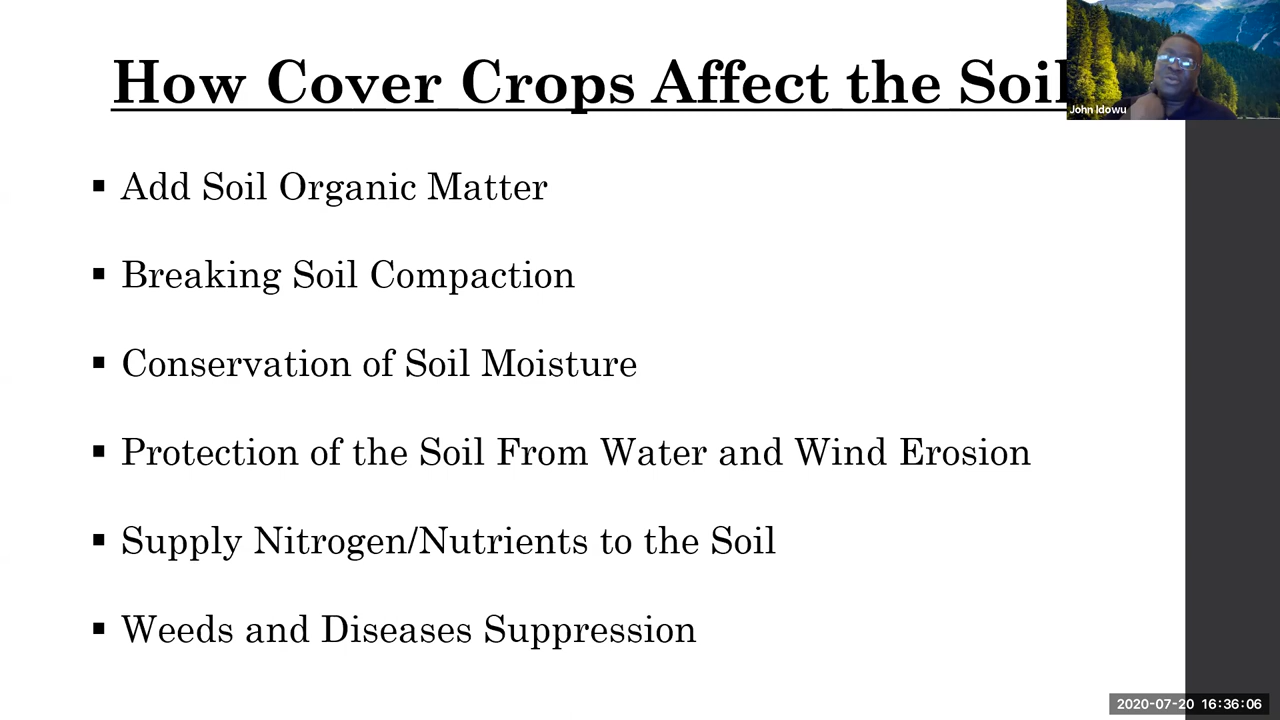 How Cover Crops Affect the Soil
John Idowu
Add Soil Organic Matter
Breaking Soil Compaction
Conservation of Soil Moisture
Protection of the Soil From Water and Wind Erosion
Supply Nitrogen/Nutrients to the Soil
Weeds and Diseases Suppression
2020-07-20 16:36:06